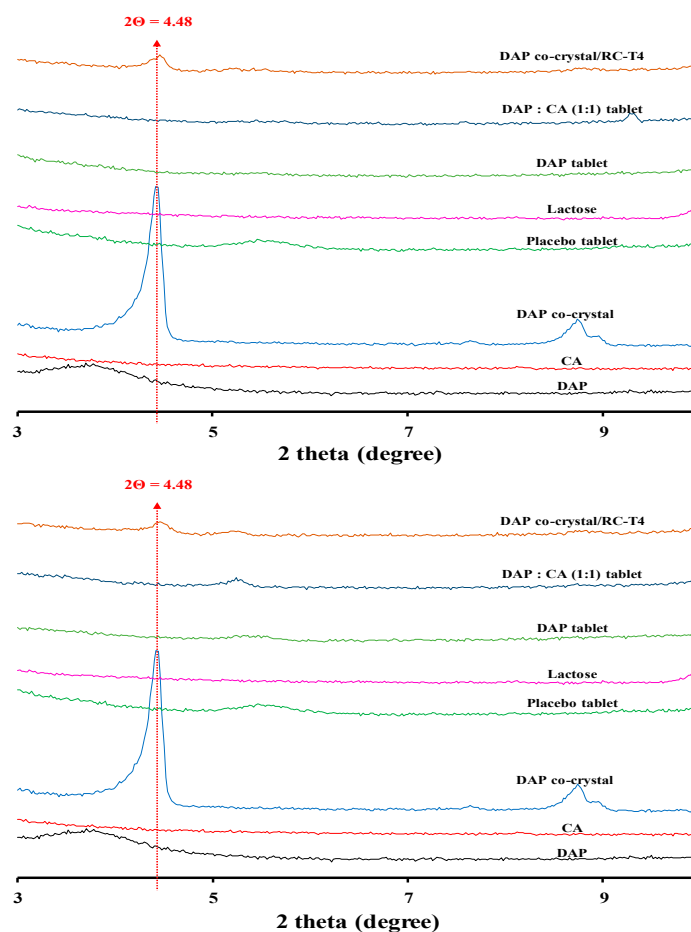 2Θ = 4.48
DAP co-crystal/RC-T4
DAP : CA (1:1) tablet
DAP tablet
Lactose
Placebo tablet
DAP co-crystal
CA
DAP
3 5 7 9
2 theta (degree)
2Θ = 4.48
DAP co-crystal/RC-T4
DAP : CA (1:1) tablet
DAP tablet
Lactose
Placebo tablet
DAP co-crystal
CA
DAP
3 5 7 9
2 theta (degree)